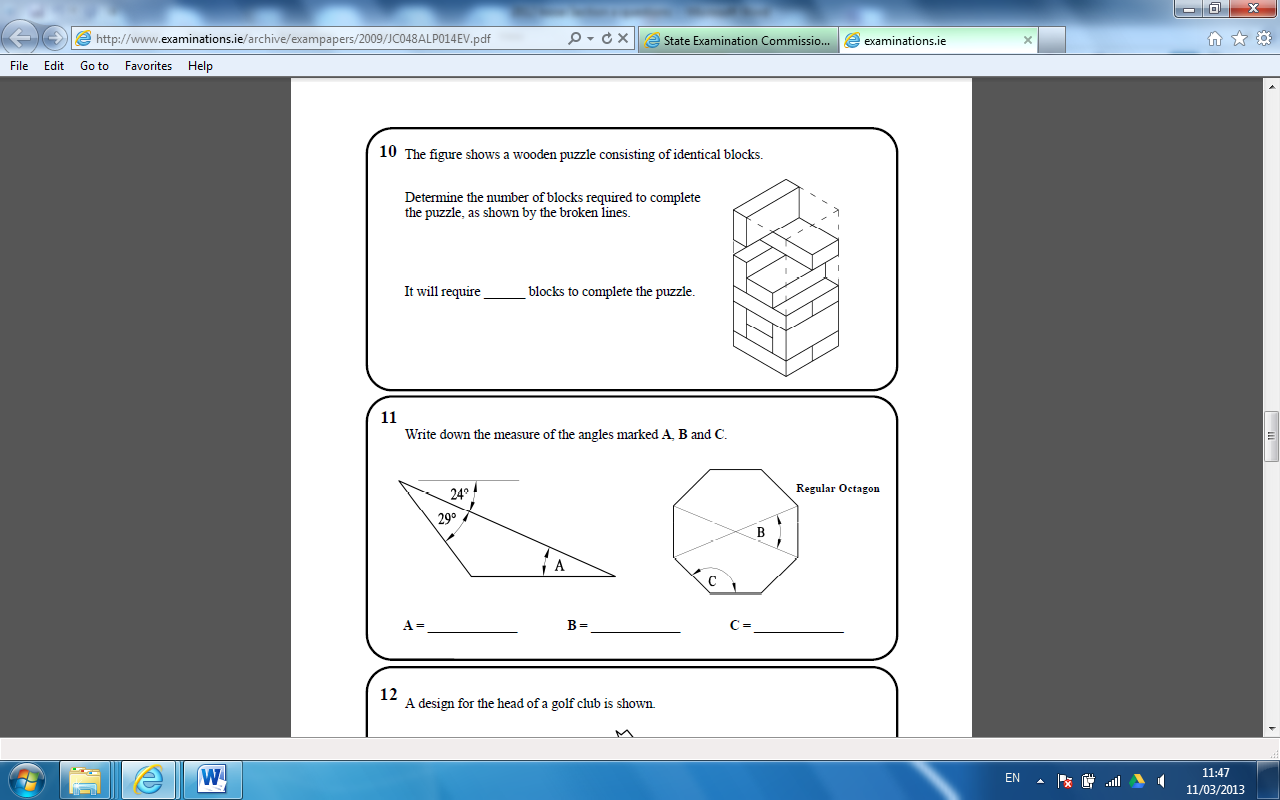 http://www.examinations.ie/archive/exampapers/2009/JC048ALP014EV.pdf
State Examination Commissio...
examinations.ie
File Edit Go to Favorites Help
10 The figure shows a wooden puzzle consisting of identical blocks.
Determine the number of blocks required to complete
the puzzle, as shown by the broken lines.
It will require ______ blocks to complete the puzzle.
11
Write down the measure of the angles marked A, B and C.
24°
29°
A
Regular Octagon
B
C
A = _____________ B = _____________ C = _____________
12 A design for the head of a golf club is shown.
EN
11:47
11/03/2013